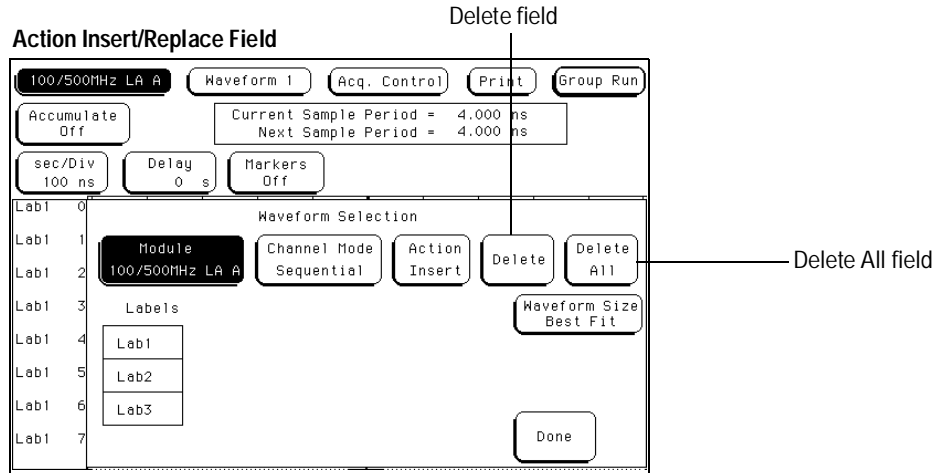 Delete field
Action Insert/Replace Field
100/500MHz LA A Waveform 1 Acq. Control Print Group Run
Accumulate
Off
Current Sample Period = 4.000 ns
Next Sample Period = 4.000 ns
sec/Div
100 ns
Delay
0 s
Markers
Off
Lab1 0
Lab1 1
Lab1 2
Lab1 3
Lab1 4
Lab1 5
Lab1 6
Lab1 7
Waveform Selection
Module
100/500MHz LA A
Channel Mode
Sequential
Action
Insert
Delete
Delete
All
Delete All field
Waveform Size
Best Fit
Labels
Lab1
Lab2
Lab3
Done